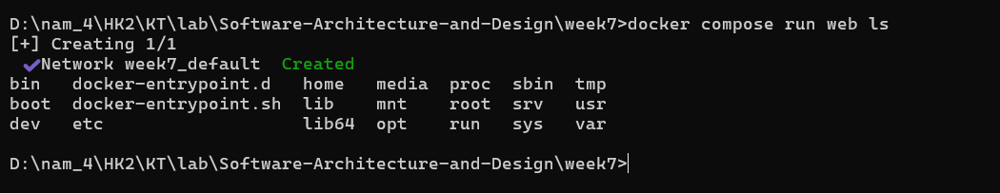 D:\nam_4\HK2\KT\lab\Software-Architecture-and-Design\week7>docker compose run web ls
[+] Creating 1/1
 ✔Network week7_default  Created
bin   docker-entrypoint.d   home   media  proc  sbin  tmp
boot  docker-entrypoint.sh  lib    mnt    root  srv   usr
dev   etc                   lib64  opt    run   sys   var
D:\nam_4\HK2\KT\lab\Software-Architecture-and-Design\week7>